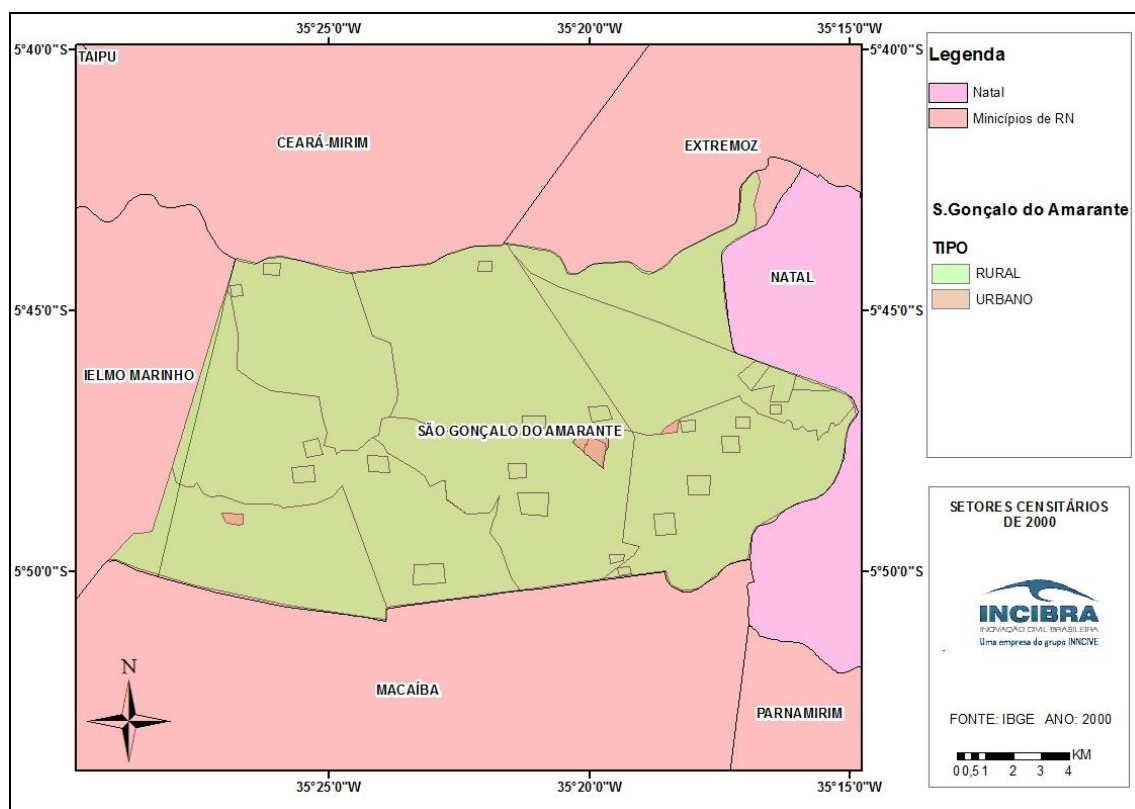 35°25'0"W
35°20'0"W
35°15'0"W
5°40'0"S
5°40'0"S
TAIPU
CEARÁ-MIRIM
EXTREMOZ
NATAL
5°45'0"S
5°45'0"S
IELMO MARINHO
SÃO GONÇALO DO AMARANTE
5°50'0"S
5°50'0"S
MACAÍBA
PARNAMIRIM
N
35°25'0"W
35°20'0"W
35°15'0"W
Legenda
Natal
Minicípios de RN
S.Gonçalo do Amarante
TIPO
RURAL
URBANO
SETORES CENSITÁRIOS
DE 2000
INCIBRA
INOVAÇÃO CIVIL BRASILEIRA
Uma empresa do grupo INNCIVE
FONTE: IBGE ANO: 2000
KM
0 0,5 1 2 3 4